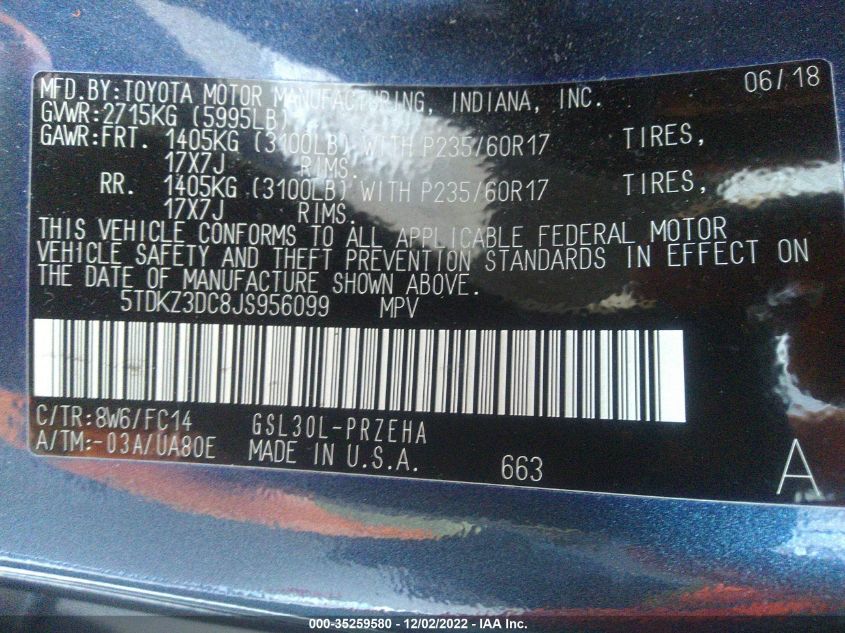 MFD.BY:TOYOTA MOTOR MANUFACTURING, INDIANA, INC. 06/18
GVWR:2715KG (5995LB)
GAWR:FRT. 1405KG (3100LB) WITH P235/60R17 TIRES,
17X7J RIMS.
RR. 1405KG (3100LB) WITH P235/60R17 TIRES,
17X7J RIMS.
THIS VEHICLE CONFORMS TO ALL APPLICABLE FEDERAL MOTOR
VEHICLE SAFETY AND THEFT PREVENTION STANDARDS IN EFFECT ON
THE DATE OF MANUFACTURE SHOWN ABOVE.
5TDKZ3DC8JS956099 MPV
C/TR:8W6/FC14 GSL30L-PRZEHA
A/TM:-03A/UA80E MADE IN U.S.A. 663 A
000-35259580 - 12/02/2022 - IAA Inc.